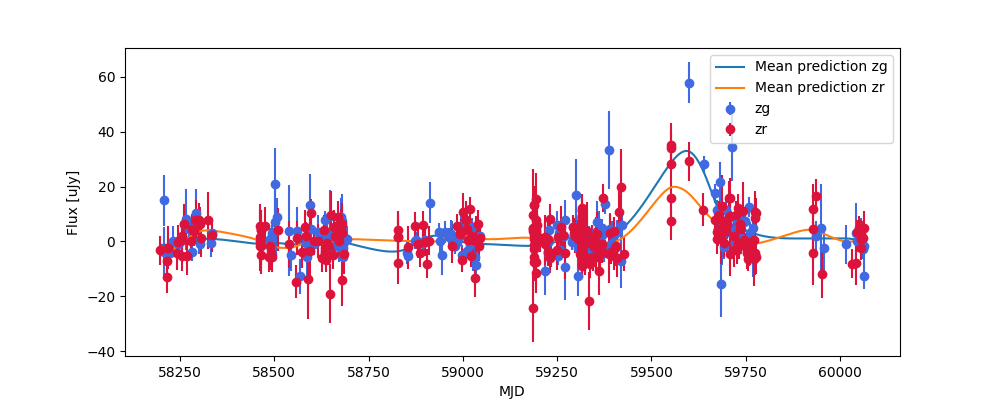 Flux [uJy]
60
40
20
0
−20
−40
58250
58500
58750
59000
59250
59500
59750
60000
MJD
Mean prediction zg
Mean prediction zr
zg
zr